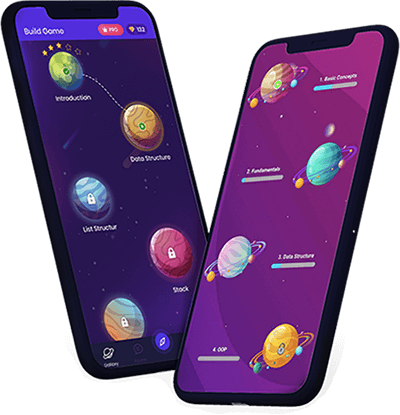 Build Game
PRO
132
Introduction
Data Structure
List Structur
Stack
Galaxy
1. Basic Concepts
2. Fundamentals
3. Data Structure
4. OOP